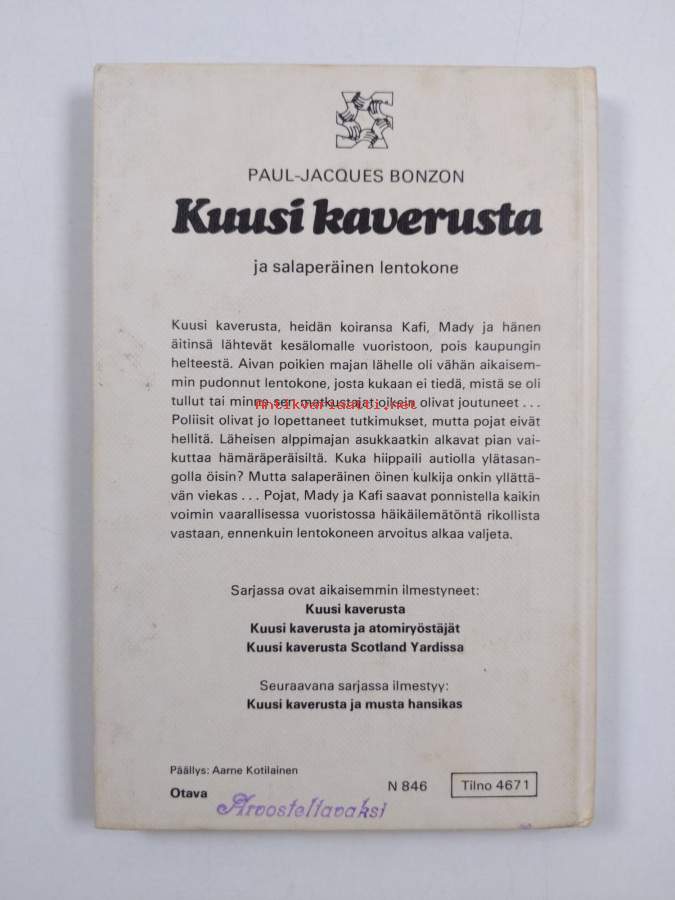 PAUL-JACQUES BONZON
Kuusi kaverusta
ja salaperäinen lentokone
Kuusi kaverusta, heidän koiransa Kafi, Mady ja hänen
äitinsä lähtevät kesälomalle vuoristoon, pois kaupungin
helteestä. Aivan poikien majan lähelle oli vähän aikaisem-
min pudonnut lentokone, josta kukaan ei tiedä, mistä se oli
tullut tai minne sen matkustajat oikein olivat joutuneet . . .
Antikvariaatti.net
Poliisit olivat jo lopettaneet tutkimukset, mutta pojat eivät
hellitä. Läheisen alppimajan asukkaatkin alkavat pian vai-
kuttaa hämäräperäisiltä. Kuka hiippaili autiolla ylätasan-
golla öisin? Mutta salaperäinen öinen kulkija onkin yllättä-
vän viekas . . . Pojat, Mady ja Kafi saavat ponnistella kaikin
voimin vaarallisessa vuoristossa häikäilemätöntä rikollista
vastaan, ennenkuin lentokoneen arvoitus alkaa valjeta.
Sarjassa ovat aikaisemmin ilmestyneet:
Kuusi kaverusta
Kuusi kaverusta ja atomiryöstäjät
Kuusi kaverusta Scotland Yardissa
Seuraavana sarjassa ilmestyy:
Kuusi kaverusta ja musta hansikas
Päällys: Aarne Kotilainen
Otava
N 846
Tilno 4671
Arvosteltavaksi